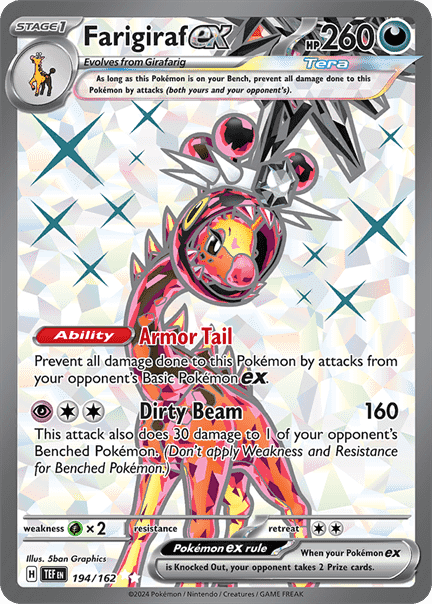 STAGE1 Farigiraf ex HP 260
Tera
Evolves from Girafarig
As long as this Pokémon is on your Bench, prevent all damage done to this
Pokémon by attacks (both yours and your opponent's).
Ability Armor Tail
Prevent all damage done to this Pokémon by attacks from
your opponent's Basic Pokémon ex.
Dirty Beam 160
This attack also does 30 damage to 1 of your opponent's
Benched Pokémon. (Don't apply Weakness and Resistance
for Benched Pokémon.)
weakness ×2 resistance retreat
Illus. 5ban Graphics
Pokémon ex rule When your Pokémon ex
is Knocked Out, your opponent takes 2 Prize cards.
H TEF EN 194/162
©2024 Pokémon / Nintendo / Creatures / GAME FREAK